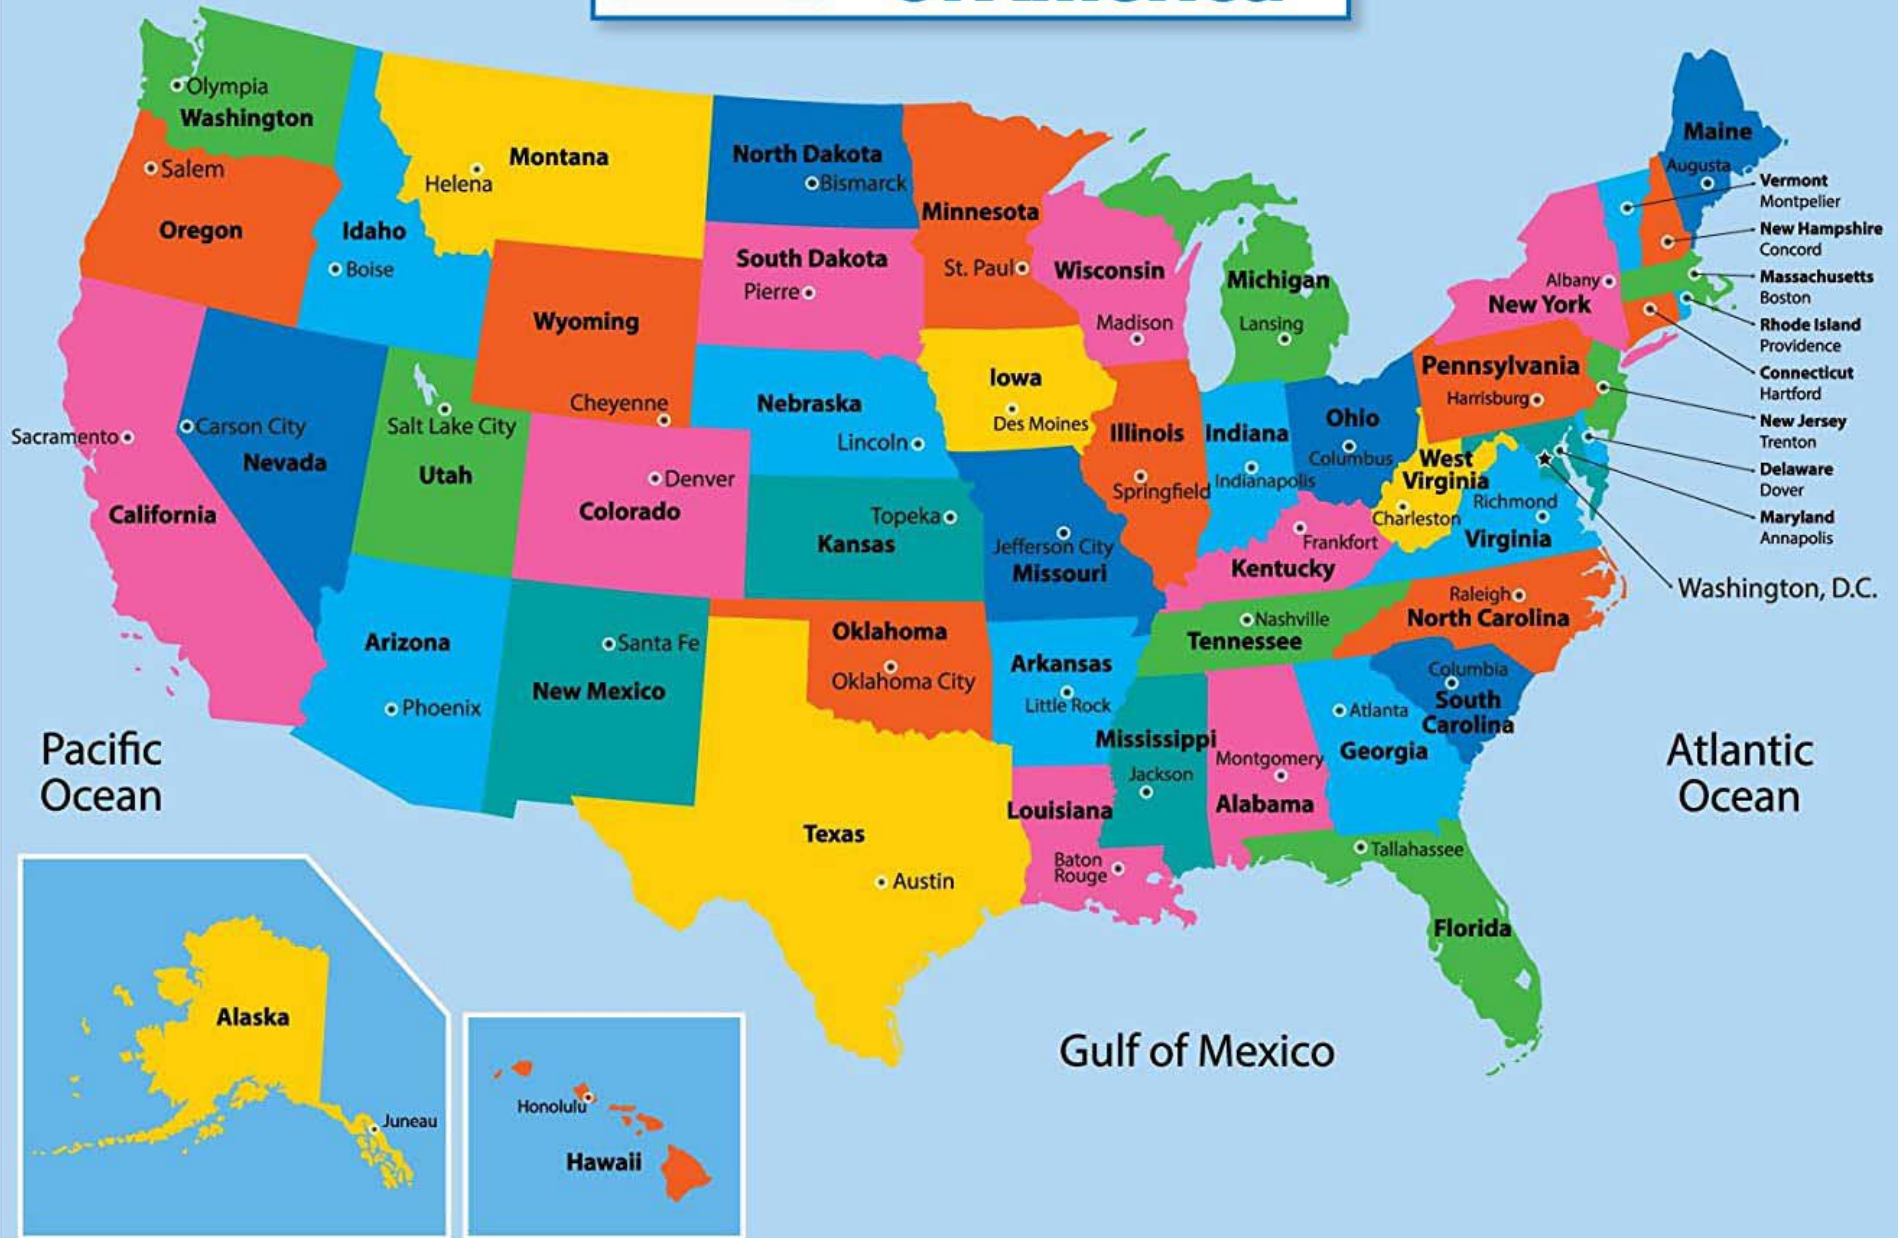 Olympia
Washington
Salem
Oregon
Helena
Montana
Idaho
Boise
North Dakota
Bismarck
Minnesota
St. Paul
South Dakota
Pierre
Wyoming
Cheyenne
Wisconsin
Madison
Michigan
Lansing
Maine
Augusta
Vermont
Montpelier
New Hampshire
Concord
Massachusetts
Boston
Rhode Island
Providence
Connecticut
Hartford
New Jersey
Trenton
Delaware
Dover
Maryland
Annapolis
Washington, D.C.
Albany
New York
Pennsylvania
Harrisburg
Sacramento
California
Carson City
Nevada
Salt Lake City
Utah
Denver
Colorado
Nebraska
Lincoln
Iowa
Des Moines
Illinois
Springfield
Indiana
Indianapolis
Ohio
Columbus
West
Virginia
Charleston
Richmond
Virginia
Topeka
Kansas
Jefferson City
Missouri
Frankfort
Kentucky
Nashville
Tennessee
Raleigh
North Carolina
Columbia
South
Carolina
Arizona
Phoenix
Santa Fe
New Mexico
Oklahoma
Oklahoma City
Arkansas
Little Rock
Mississippi
Jackson
Montgomery
Alabama
Atlanta
Georgia
Texas
Austin
Louisiana
Baton
Rouge
Tallahassee
Florida
Pacific
Ocean
Atlantic
Ocean
Gulf of Mexico
Alaska
Juneau
Honolulu
Hawaii